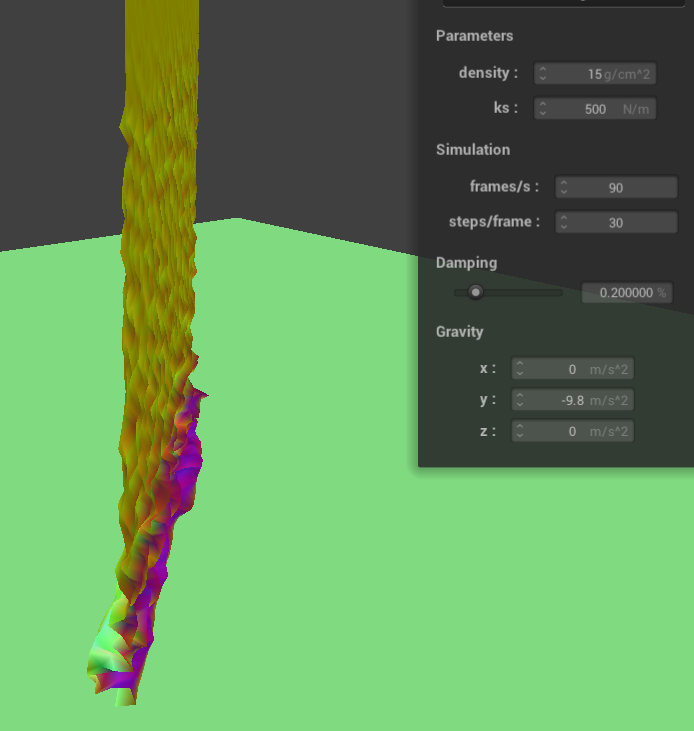 Parameters
density : 15 g/cm^2
ks : 500 N/m
Simulation
frames/s : 90
steps/frame : 30
Damping
0.200000 %
Gravity
x : 0 m/s^2
y : -9.8 m/s^2
z : 0 m/s^2